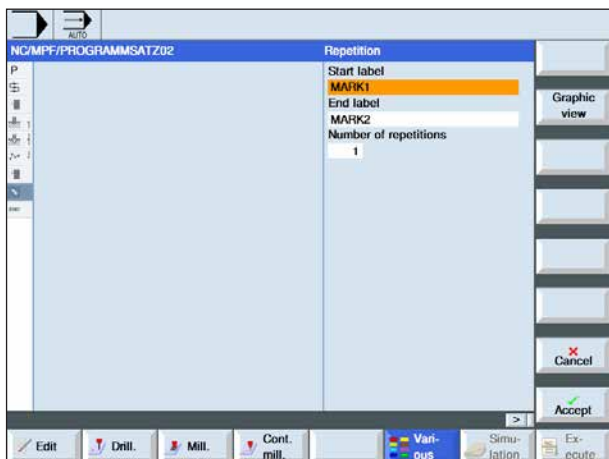 AUTO
NC/MPF/PROGRAMMSATZ02
Repetition
P
Start label
MARK1
End label
MARK2
Number of repetitions
1
Graphic
view
Cancel
Accept
>
Edit
Drill.
Mill.
Cont.
mill.
Vari-
ous
Simu-
lation
Ex-
ecute